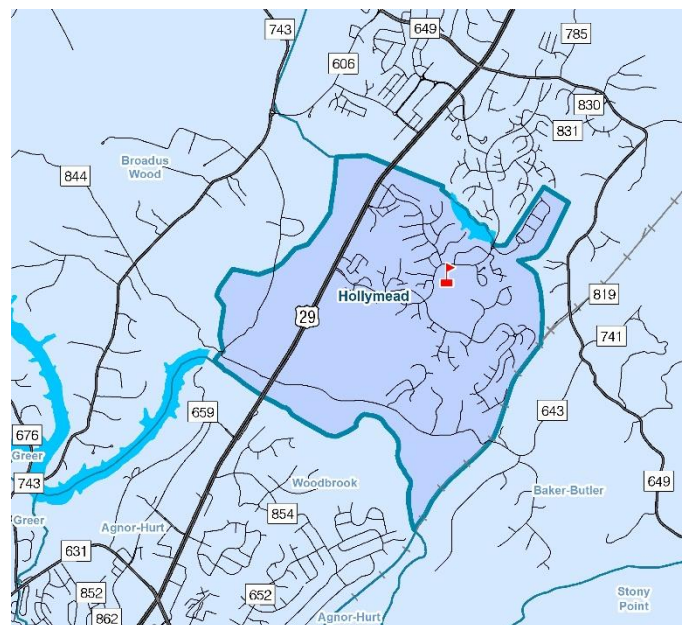 743
649
785
606
830
831
Broadus
Wood
844
Hollymead
29
819
741
659
643
676
Greer
743
Woodbrook
Baker-Butler
649
854
Greer
Agnor-Hurt
631
852
652
Stony
Point
862
Agnor-Hurt